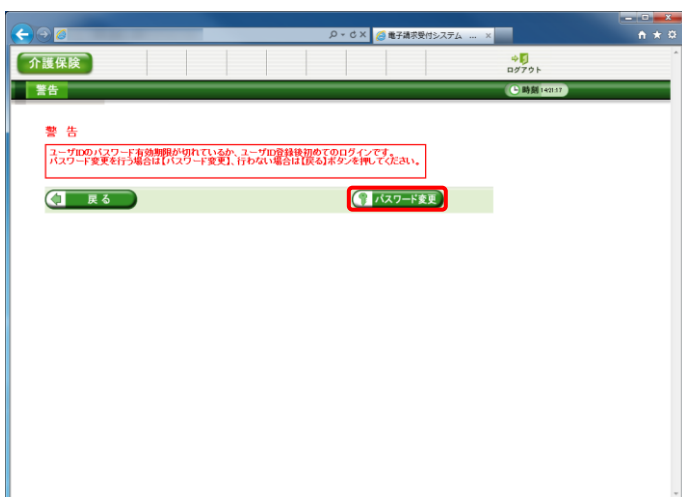 電子請求受付システム ...
介護保険
ログアウト
警告
時刻 14:21:17
警 告
ユーザIDのパスワード有効期限が切れているか、ユーザID登録後初めてのログインです。
パスワード変更を行う場合は【パスワード変更】、行わない場合は【戻る】ボタンを押してください。
戻る
パスワード変更